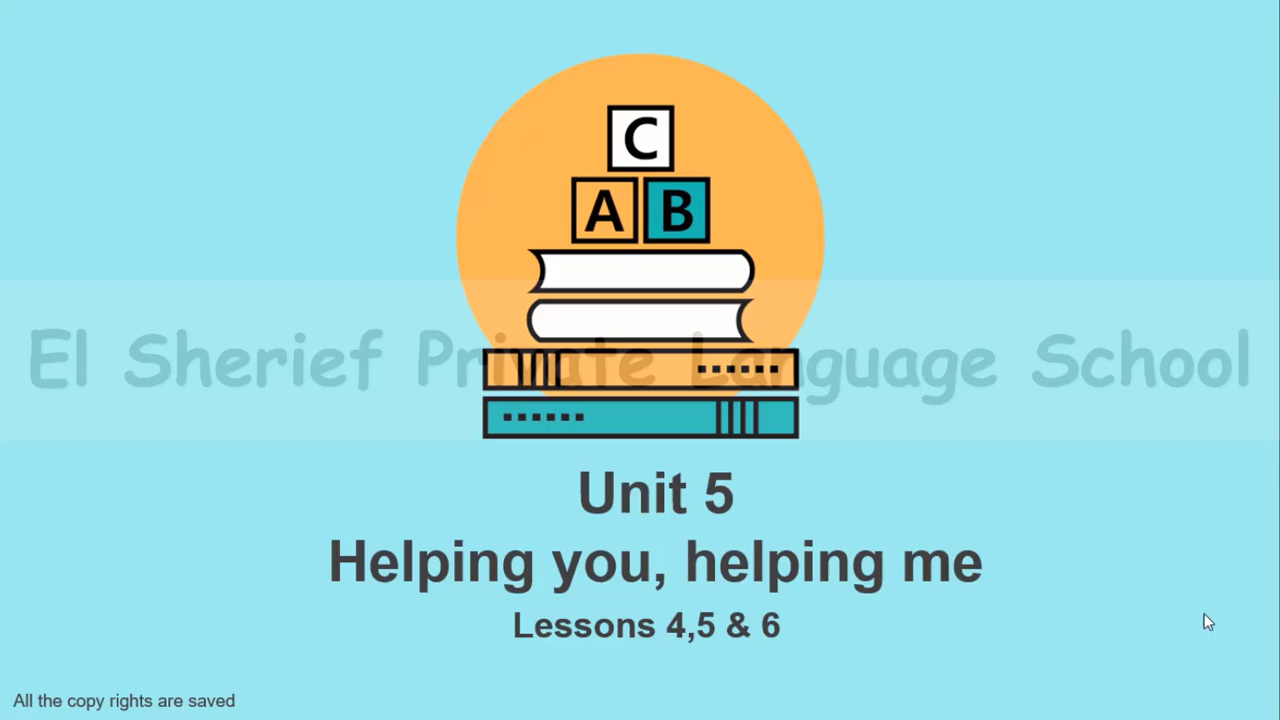 C
A B
El Sherief Private Language School
Unit 5
Helping you, helping me
Lessons 4,5 & 6
All the copy rights are saved